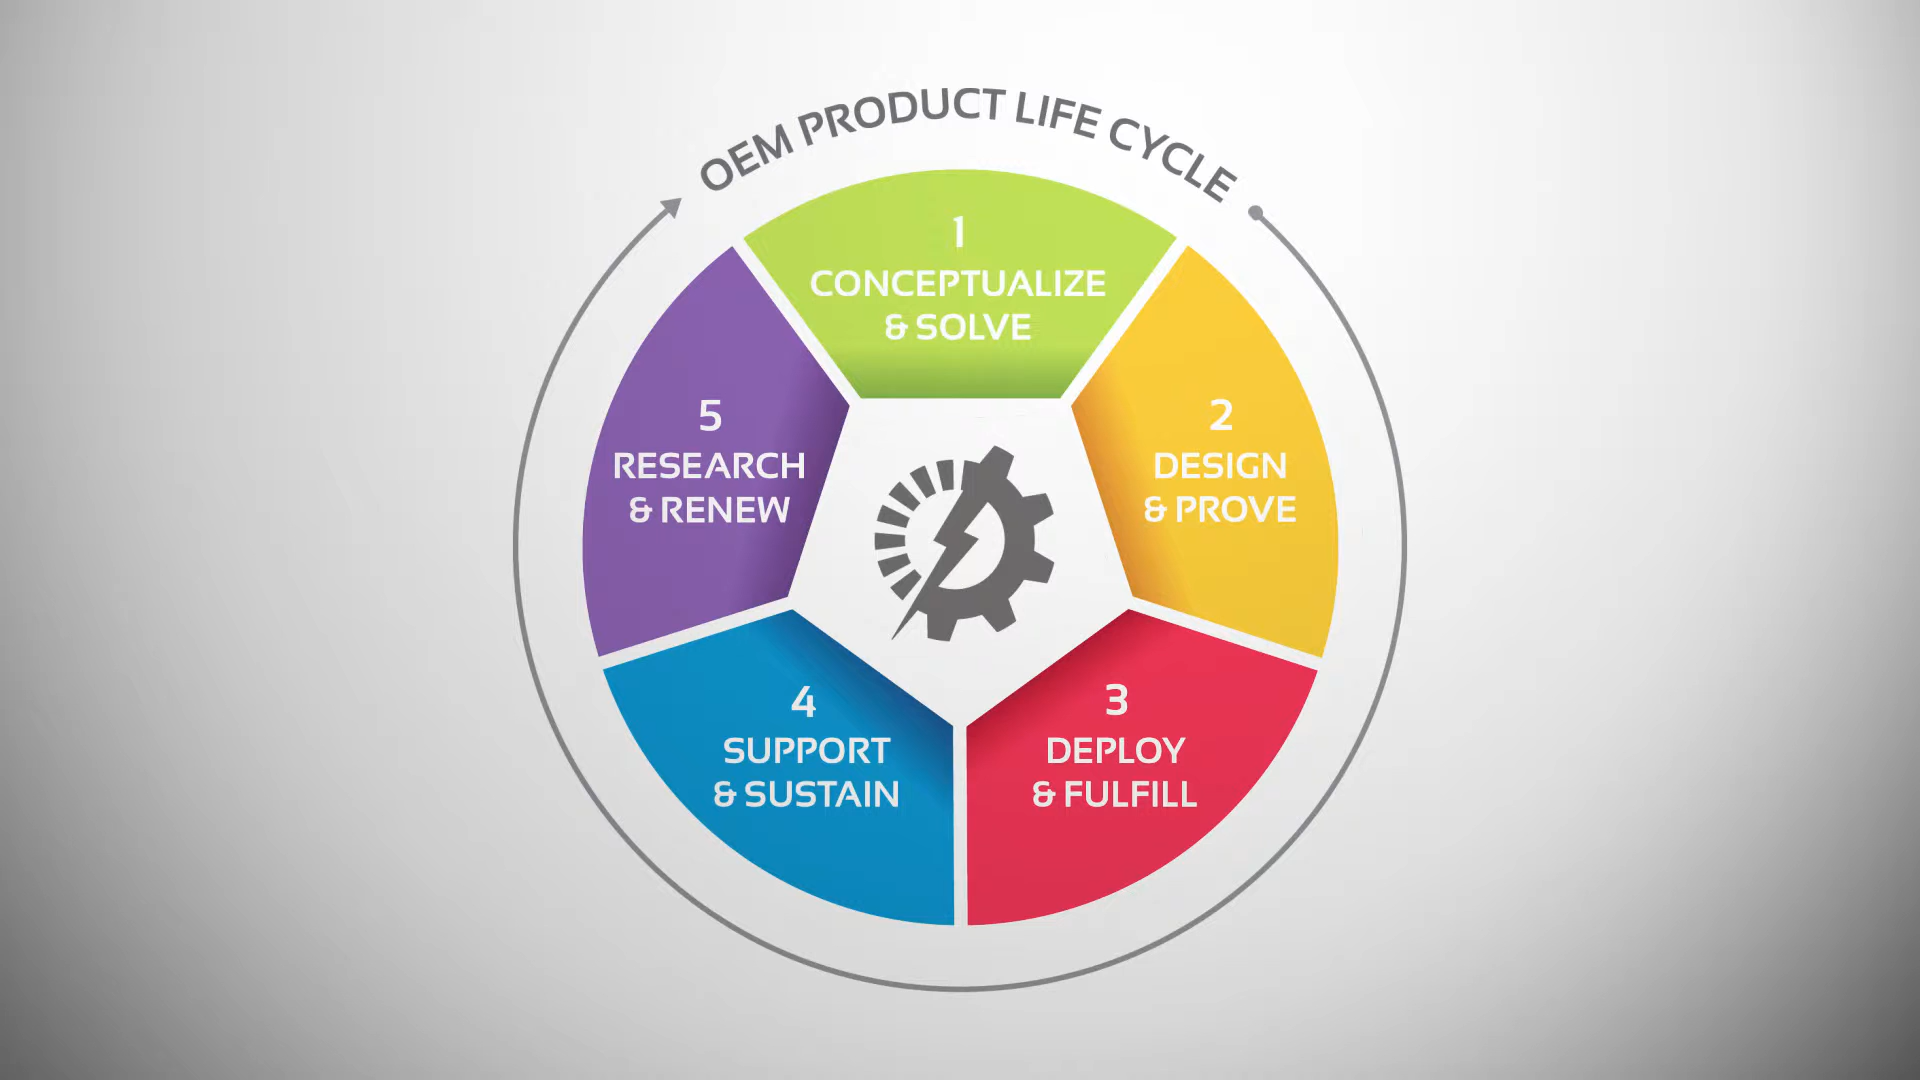 OEM PRODUCT LIFE CYCLE
1
CONCEPTUALIZE
& SOLVE
2
DESIGN
& PROVE
3
DEPLOY
& FULFILL
4
SUPPORT
& SUSTAIN
5
RESEARCH
& RENEW